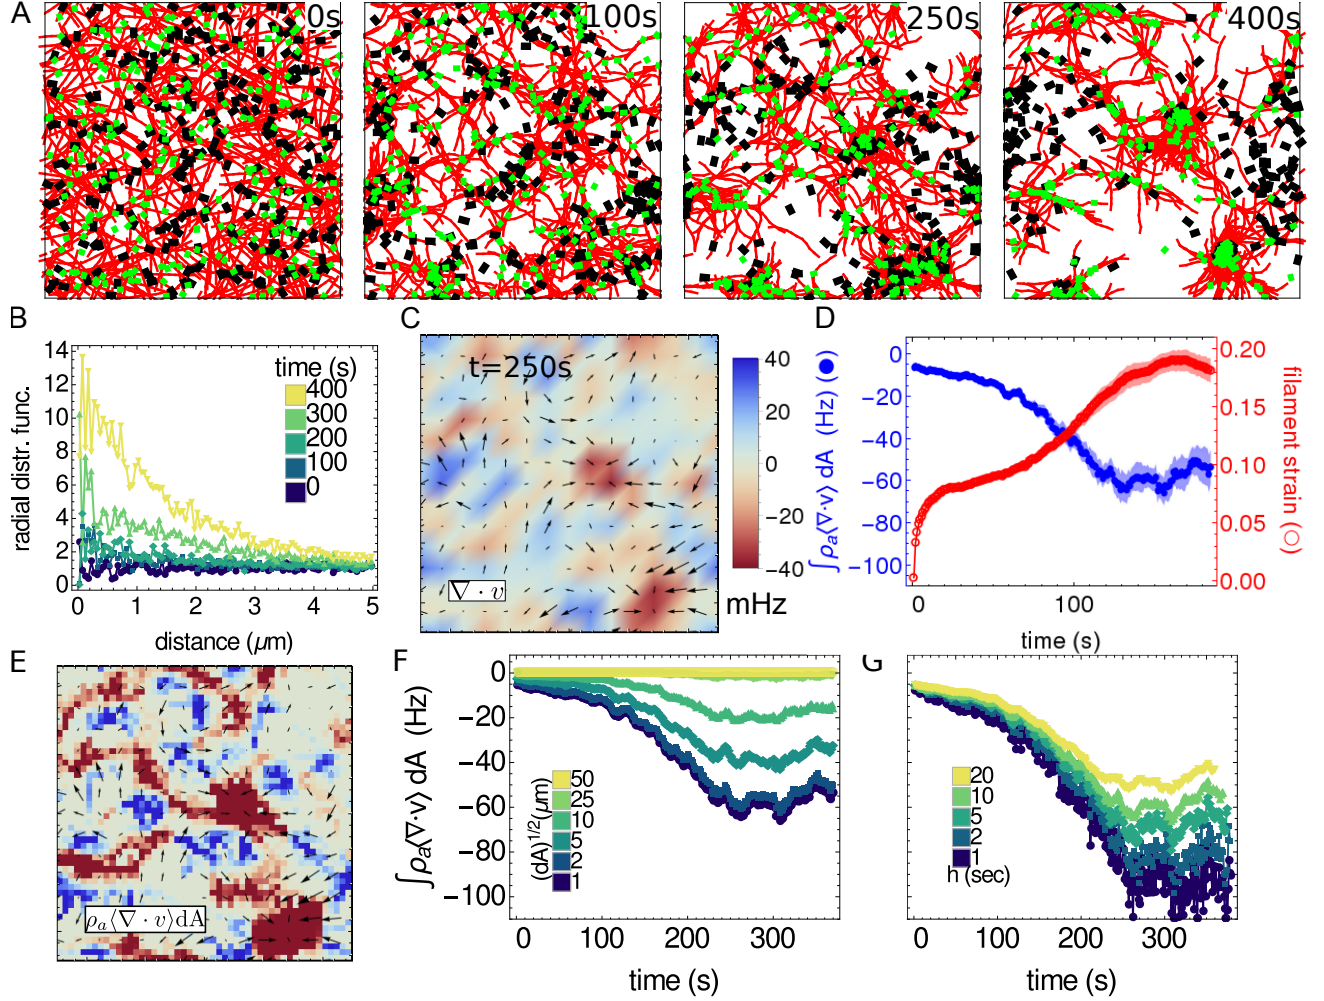 A
0s
100s
250s
400s
B
14
12
10
8
6
4
2
0
time (s)
400
300
200
100
0
radial distr. func.
0 1 2 3 4 5
distance (μm)
C
t=250s
∇ · v
40
20
0
−20
−40
mHz
D
0
−20
−40
−60
−80
−100
∫ρₐ⟨∇·v⟩ dA (Hz) (●)
0.20
0.15
0.10
0.05
0.00
filament strain (○)
0 100
time (s)
E
ρₐ⟨∇ · v⟩dA
F
0
−20
−40
−60
−80
−100
∫ρₐ⟨∇·v⟩ dA (Hz)
(dA)^1/2 (μm)
50
25
10
5
2
1
0 100 200 300
time (s)
G
20
10
5
2
1
h (sec)
0 100 200 300
time (s)